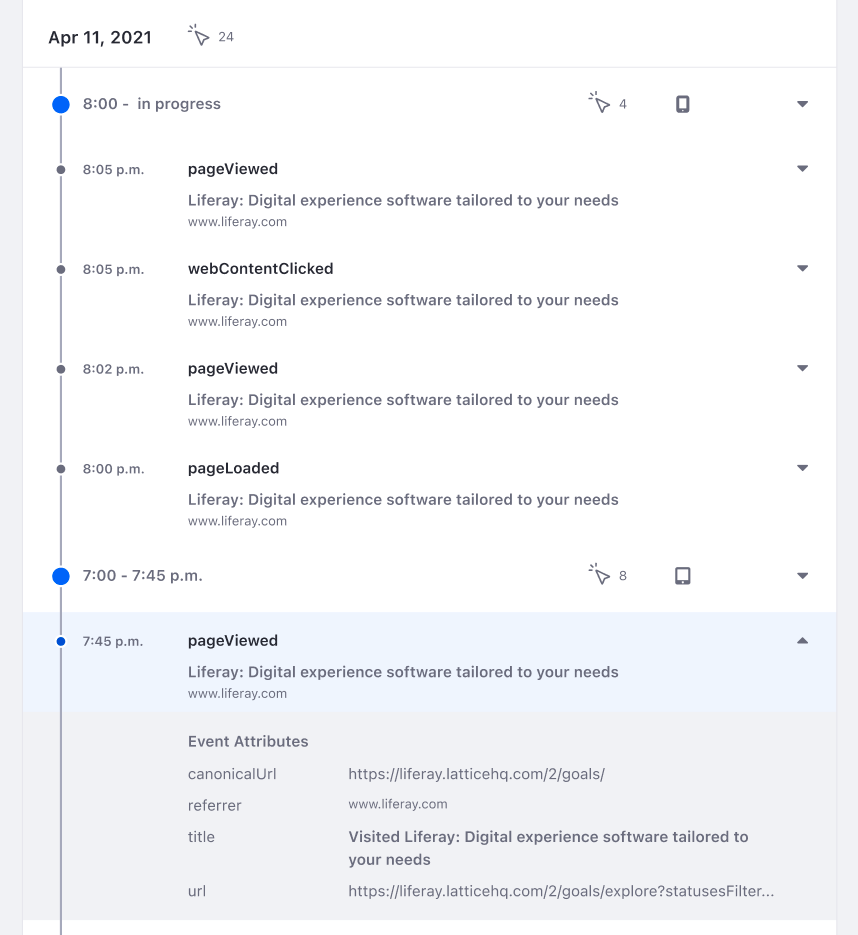 Apr 11, 2021 24
8:00 - in progress 4
8:05 p.m. pageViewed
Liferay: Digital experience software tailored to your needs
www.liferay.com
8:05 p.m. webContentClicked
Liferay: Digital experience software tailored to your needs
www.liferay.com
8:02 p.m. pageViewed
Liferay: Digital experience software tailored to your needs
www.liferay.com
8:00 p.m. pageLoaded
Liferay: Digital experience software tailored to your needs
www.liferay.com
7:00 - 7:45 p.m. 8
7:45 p.m. pageViewed
Liferay: Digital experience software tailored to your needs
www.liferay.com
Event Attributes
canonicalUrl https://liferay.latticehq.com/2/goals/
referrer www.liferay.com
title Visited Liferay: Digital experience software tailored to
your needs
url https://liferay.latticehq.com/2/goals/explore?statusesFilter...